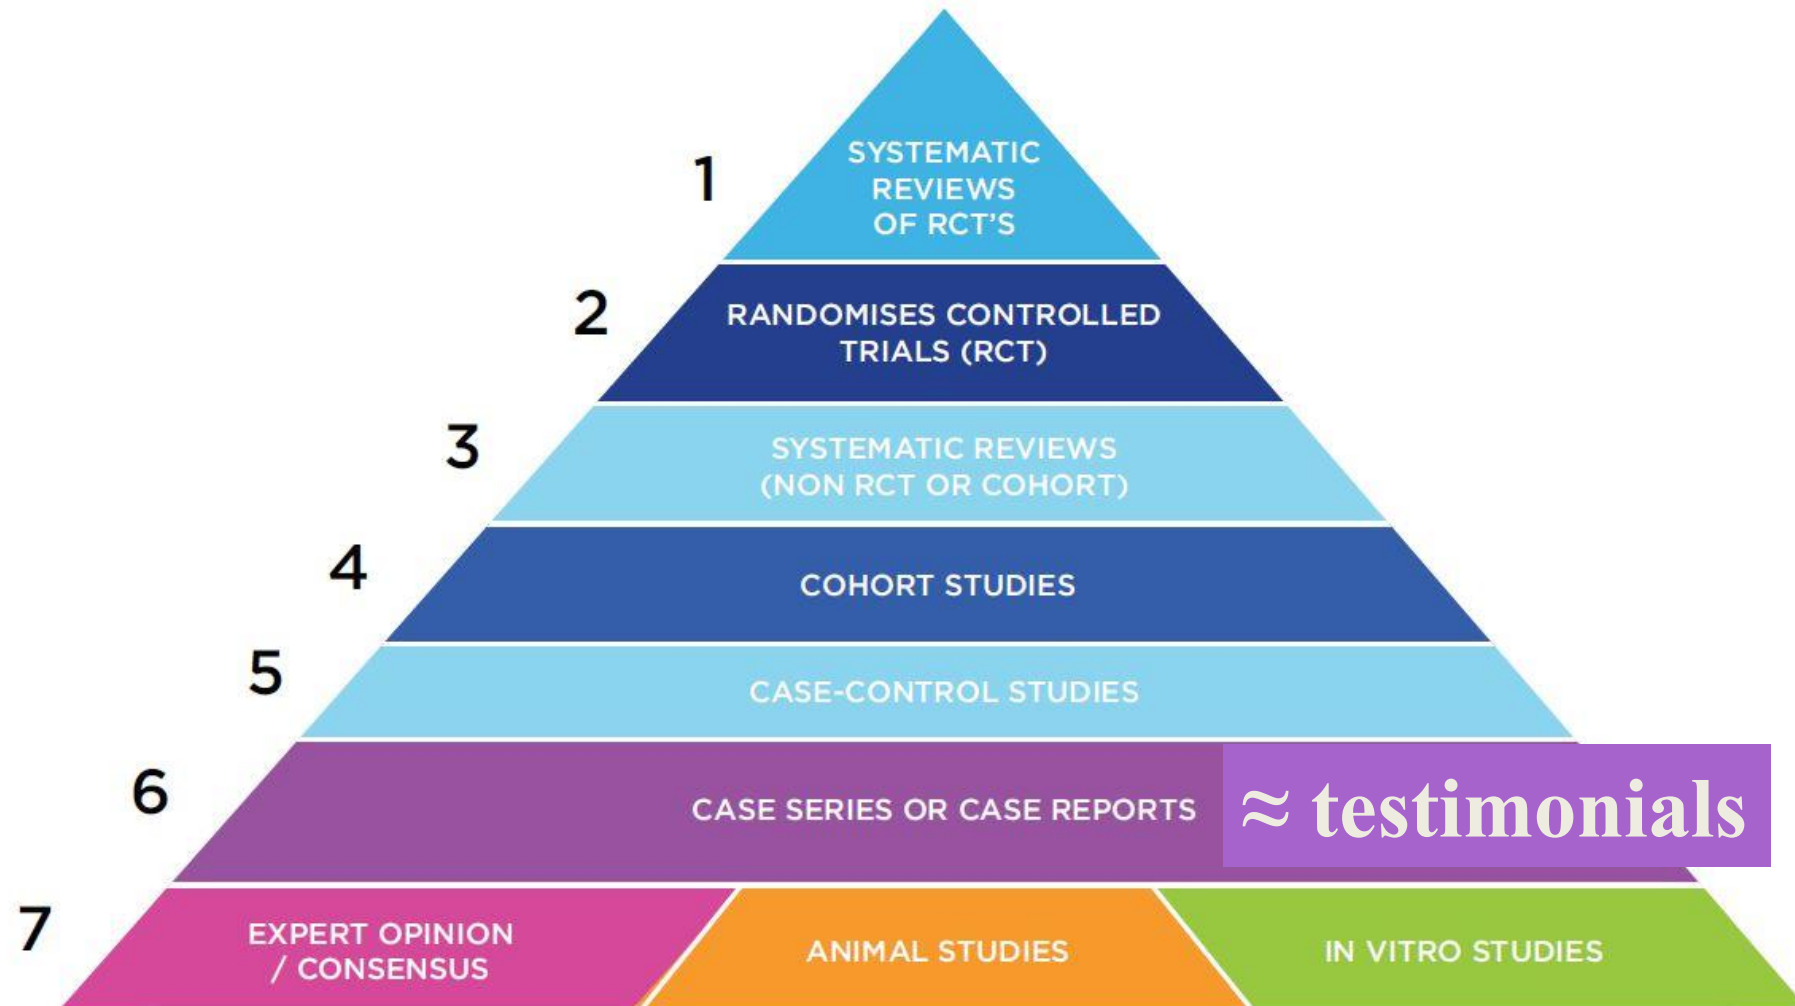 1
SYSTEMATIC
REVIEWS
OF RCT'S
2
RANDOMISES CONTROLLED
TRIALS (RCT)
3
SYSTEMATIC REVIEWS
(NON RCT OR COHORT)
4
COHORT STUDIES
5
CASE-CONTROL STUDIES
6
CASE SERIES OR CASE REPORTS
≈ testimonials
7
EXPERT OPINION
/ CONSENSUS
ANIMAL STUDIES
IN VITRO STUDIES